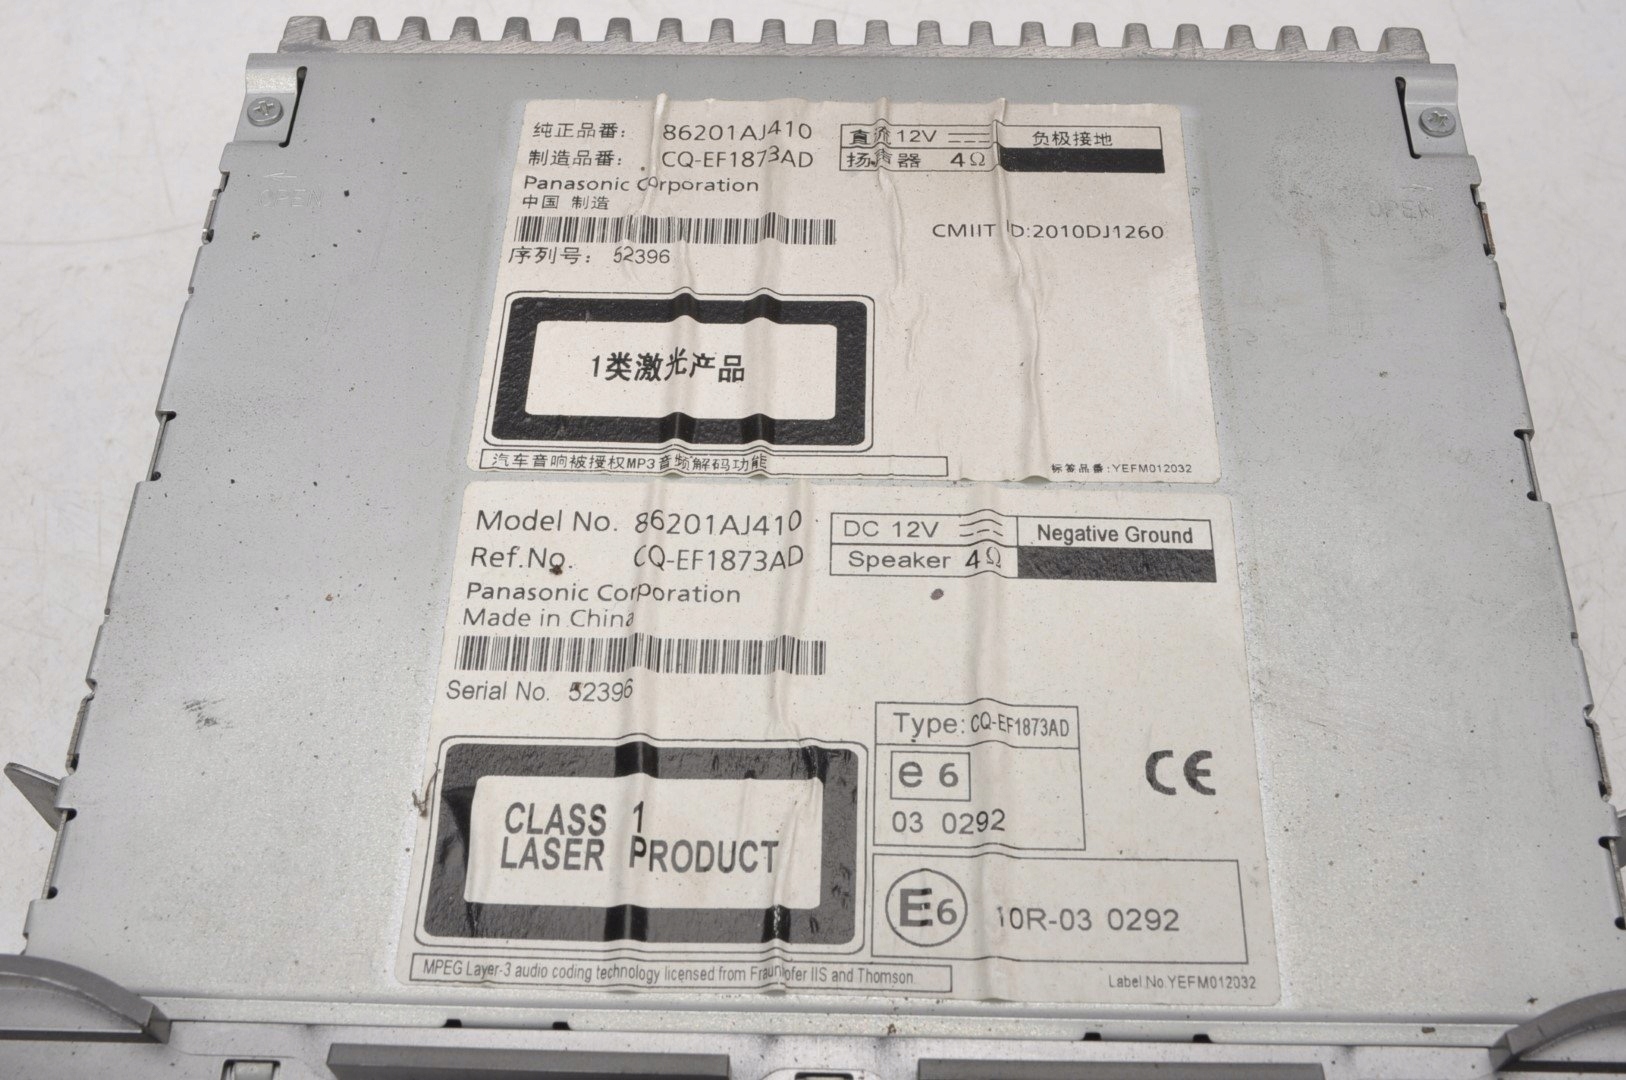 OPEN
OPEN
纯正品番: 86201AJ410
制造品番: CQ-EF1873AD
Panasonic Corporation
中国 制造
序列号: 52396
直流 12V 负极接地
扬声器 4Ω
CMIIT ID:2010DJ1260
1类激光产品
汽车音响被授权MP3音频解码功能
标签品番:YEFM012032
Model No. 86201AJ410
Ref.No. CQ-EF1873AD
Panasonic Corporation
Made in China
Serial No. 52396
DC 12V Negative Ground
Speaker 4Ω
CLASS 1
LASER PRODUCT
Type: CQ-EF1873AD
e 6
03 0292
CE
E6 10R-03 0292
MPEG Layer-3 audio coding technology licensed from Fraunhofer IIS and Thomson
Label.No.YEFM012032